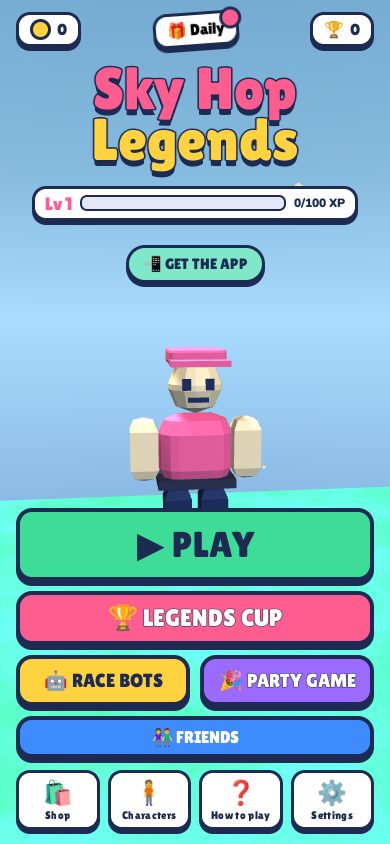 0
Daily
0
Sky Hop
Legends
Lv 1
0/100 XP
GET THE APP
PLAY
LEGENDS CUP
RACE BOTS
PARTY GAME
FRIENDS
Shop
Characters
How to play
Settings